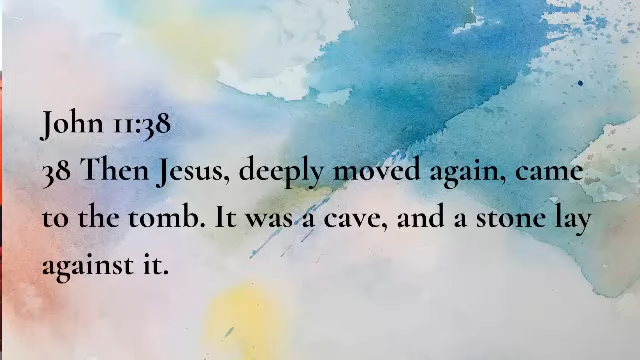 John 11:38
38 Then Jesus, deeply moved again, came
to the tomb. It was a cave, and a stone lay
against it.